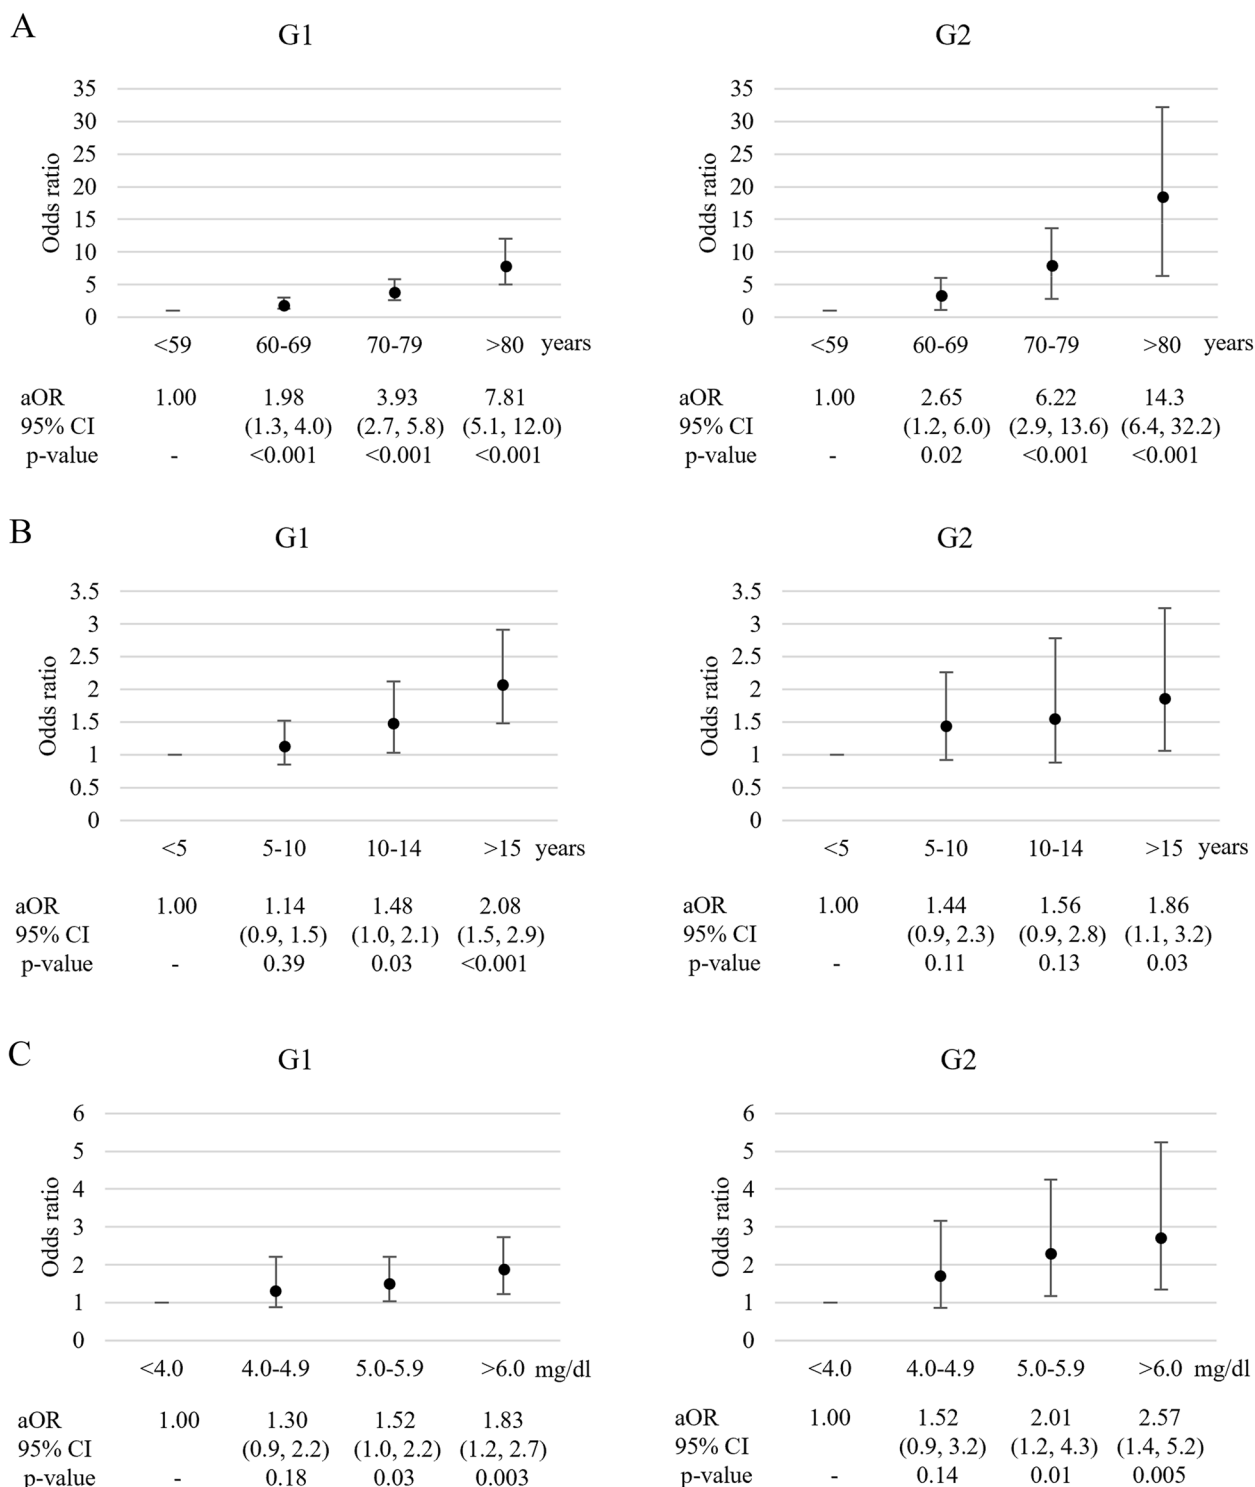 A
G1
G2
35
30
25
20
15
10
5
0
Odds ratio
<59 60-69 70-79 >80 years
aOR 1.00 1.98 3.93 7.81
95% CI (1.3, 4.0) (2.7, 5.8) (5.1, 12.0)
p-value - <0.001 <0.001 <0.001
35
30
25
20
15
10
5
0
Odds ratio
<59 60-69 70-79 >80 years
aOR 1.00 2.65 6.22 14.3
95% CI (1.2, 6.0) (2.9, 13.6) (6.4, 32.2)
p-value - 0.02 <0.001 <0.001
B
G1
G2
3.5
3
2.5
2
1.5
1
0.5
0
Odds ratio
<5 5-10 10-14 >15 years
aOR 1.00 1.14 1.48 2.08
95% CI (0.9, 1.5) (1.0, 2.1) (1.5, 2.9)
p-value - 0.39 0.03 <0.001
3.5
3
2.5
2
1.5
1
0.5
0
Odds ratio
<5 5-10 10-14 >15 years
aOR 1.00 1.44 1.56 1.86
95% CI (0.9, 2.3) (0.9, 2.8) (1.1, 3.2)
p-value - 0.11 0.13 0.03
C
G1
G2
6
5
4
3
2
1
0
Odds ratio
<4.0 4.0-4.9 5.0-5.9 >6.0 mg/dl
aOR 1.00 1.30 1.52 1.83
95% CI (0.9, 2.2) (1.0, 2.2) (1.2, 2.7)
p-value - 0.18 0.03 0.003
6
5
4
3
2
1
0
Odds ratio
<4.0 4.0-4.9 5.0-5.9 >6.0 mg/dl
aOR 1.00 1.52 2.01 2.57
95% CI (0.9, 3.2) (1.2, 4.3) (1.4, 5.2)
p-value - 0.14 0.01 0.005